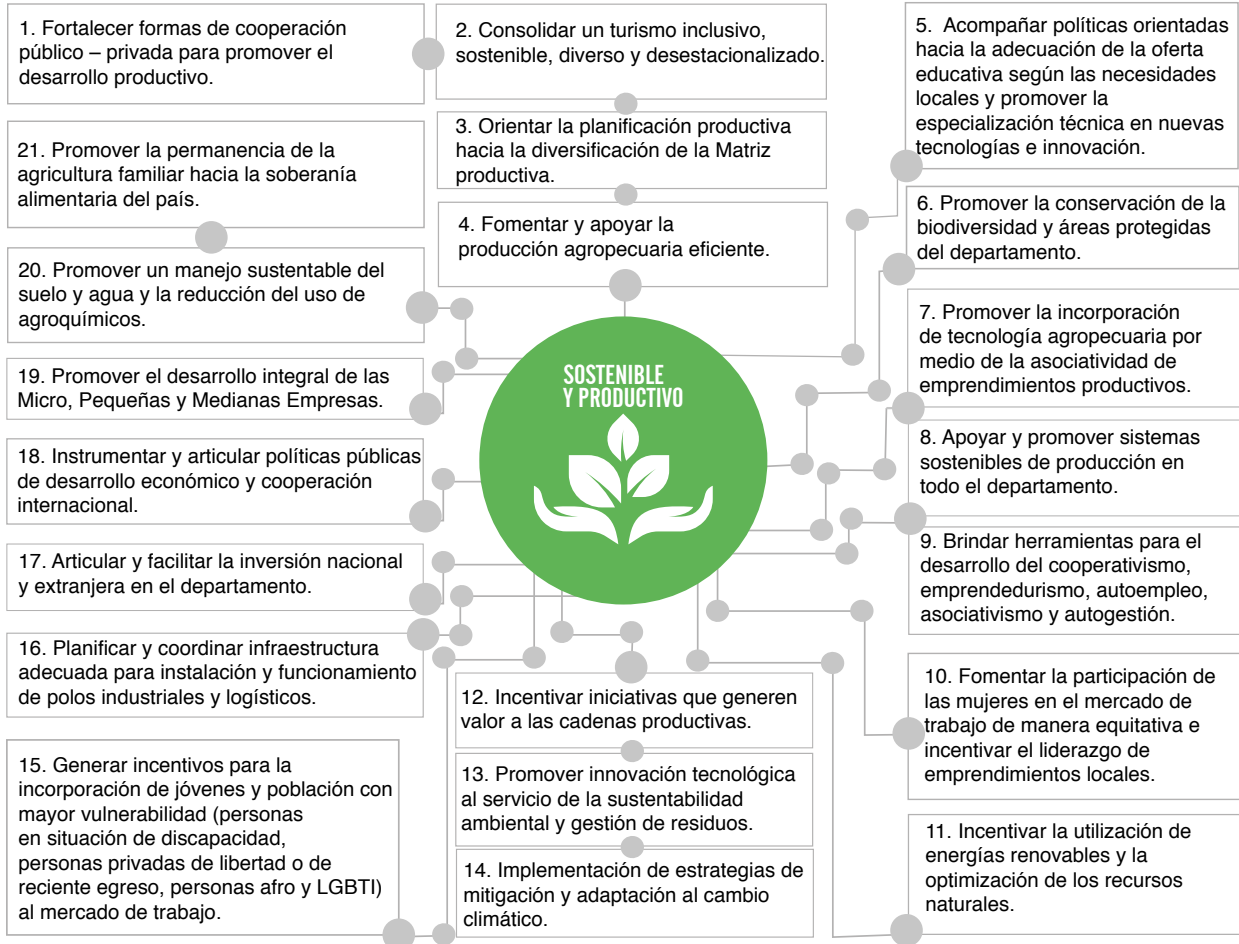 1. Fortalecer formas de cooperación
público – privada para promover el
desarrollo productivo.
2. Consolidar un turismo inclusivo,
sostenible, diverso y desestacionalizado.
3. Orientar la planificación productiva
hacia la diversificación de la Matriz
productiva.
4. Fomentar y apoyar la
producción agropecuaria eficiente.
5. Acompañar políticas orientadas
hacia la adecuación de la oferta
educativa según las necesidades
locales y promover la
especialización técnica en nuevas
tecnologías e innovación.
6. Promover la conservación de la
biodiversidad y áreas protegidas
del departamento.
7. Promover la incorporación
de tecnología agropecuaria por
medio de la asociatividad de
emprendimientos productivos.
8. Apoyar y promover sistemas
sostenibles de producción en
todo el departamento.
9. Brindar herramientas para el
desarrollo del cooperativismo,
emprendedurismo, autoempleo,
asociativismo y autogestión.
10. Fomentar la participación de
las mujeres en el mercado de
trabajo de manera equitativa e
incentivar el liderazgo de
emprendimientos locales.
11. Incentivar la utilización de
energías renovables y la
optimización de los recursos
naturales.
12. Incentivar iniciativas que generen
valor a las cadenas productivas.
13. Promover innovación tecnológica
al servicio de la sustentabilidad
ambiental y gestión de residuos.
14. Implementación de estrategias de
mitigación y adaptación al cambio
climático.
15. Generar incentivos para la
incorporación de jóvenes y población con
mayor vulnerabilidad (personas
en situación de discapacidad,
personas privadas de libertad o de
reciente egreso, personas afro y LGBTI)
al mercado de trabajo.
16. Planificar y coordinar infraestructura
adecuada para instalación y funcionamiento
de polos industriales y logísticos.
17. Articular y facilitar la inversión nacional
y extranjera en el departamento.
18. Instrumentar y articular políticas públicas
de desarrollo económico y cooperación
internacional.
19. Promover el desarrollo integral de las
Micro, Pequeñas y Medianas Empresas.
20. Promover un manejo sustentable del
suelo y agua y la reducción del uso de
agroquímicos.
21. Promover la permanencia de la
agricultura familiar hacia la soberanía
alimentaria del país.
SOSTENIBLE
Y PRODUCTIVO